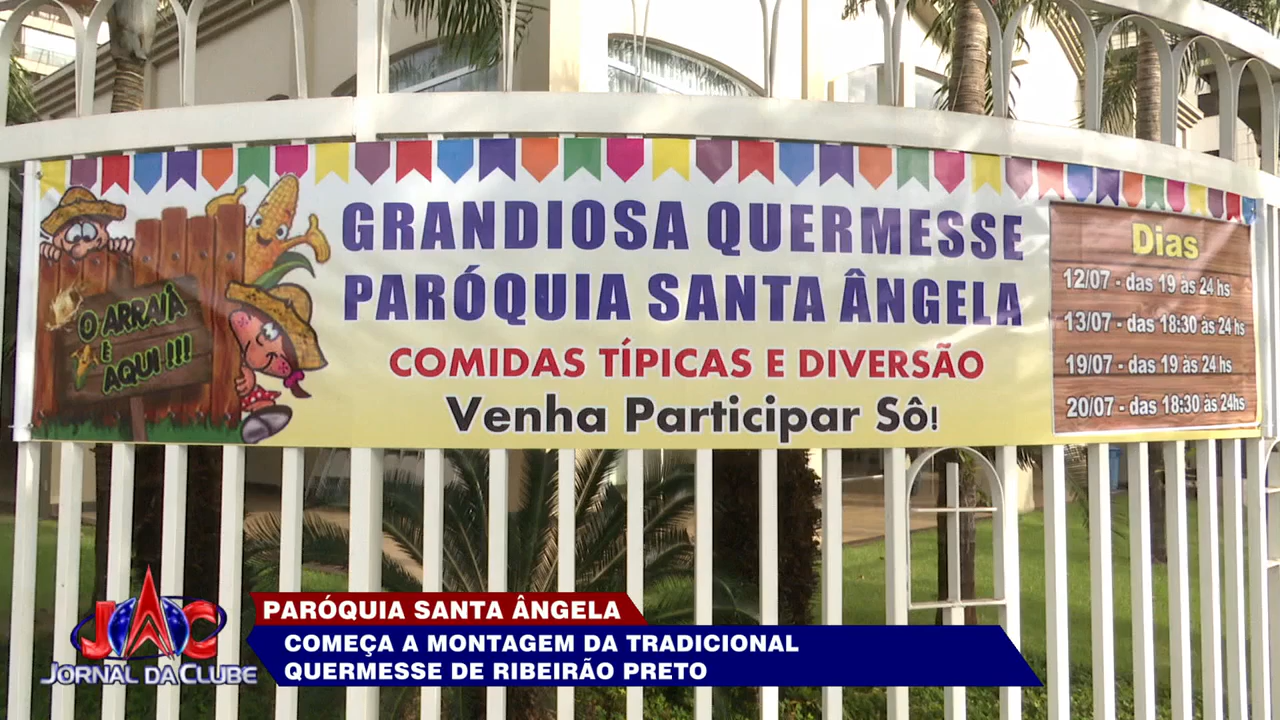 GRANDIOSA QUERMESSE
PARÓQUIA SANTA ÂNGELA
COMIDAS TÍPICAS E DIVERSÃO
Venha Participar Sô!
O ARRAIÁ
É
AQUI !!!
Dias
12/07 - das 19 às 24 hs
13/07 - das 18:30 às 24 hs
19/07 - das 19 às 24 hs
20/07 - das 18:30 às 24hs
PARÓQUIA SANTA ÂNGELA
COMEÇA A MONTAGEM DA TRADICIONAL
QUERMESSE DE RIBEIRÃO PRETO
JAC
JORNAL DA CLUBE